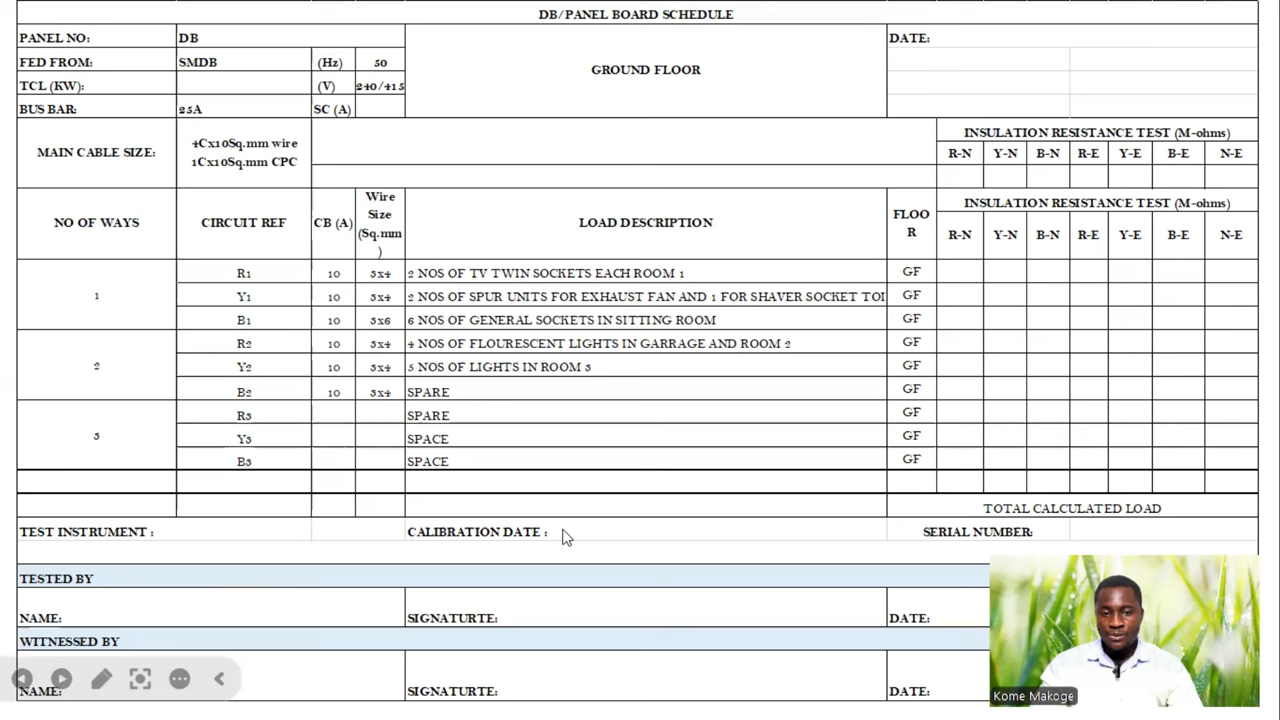 DB/PANEL BOARD SCHEDULE
PANEL NO: DB DATE:
FED FROM: SMDB (Hz) 50
GROUND FLOOR
TCL (KW): (V) 240/415
BUS BAR: 25A SC (A)
MAIN CABLE SIZE: 4Cx10Sq.mm wire
1Cx10Sq.mm CPC
INSULATION RESISTANCE TEST (M-ohms)
R-N Y-N B-N R-E Y-E B-E N-E
NO OF WAYS CIRCUIT REF CB (A) Wire
Size
(Sq.mm
)
LOAD DESCRIPTION FLOO
R
INSULATION RESISTANCE TEST (M-ohms)
R-N Y-N B-N R-E Y-E B-E N-E
1
R1 10 3x4 2 NOS OF TV TWIN SOCKETS EACH ROOM 1 GF
Y1 10 3x4 2 NOS OF SPUR UNITS FOR EXHAUST FAN AND 1 FOR SHAVER SOCKET TOI GF
B1 10 3x6 6 NOS OF GENERAL SOCKETS IN SITTING ROOM GF
2
R2 10 3x4 4 NOS OF FLOURESCENT LIGHTS IN GARRAGE AND ROOM 2 GF
Y2 10 3x4 3 NOS OF LIGHTS IN ROOM 3 GF
B2 10 3x4 SPARE GF
3
R3 SPARE GF
Y3 SPACE GF
B3 SPACE GF
TOTAL CALCULATED LOAD
TEST INSTRUMENT : CALIBRATION DATE : SERIAL NUMBER:
TESTED BY
NAME: SIGNATURTE: DATE:
WITNESSED BY
NAME: SIGNATURTE: DATE:
Kome Makoge